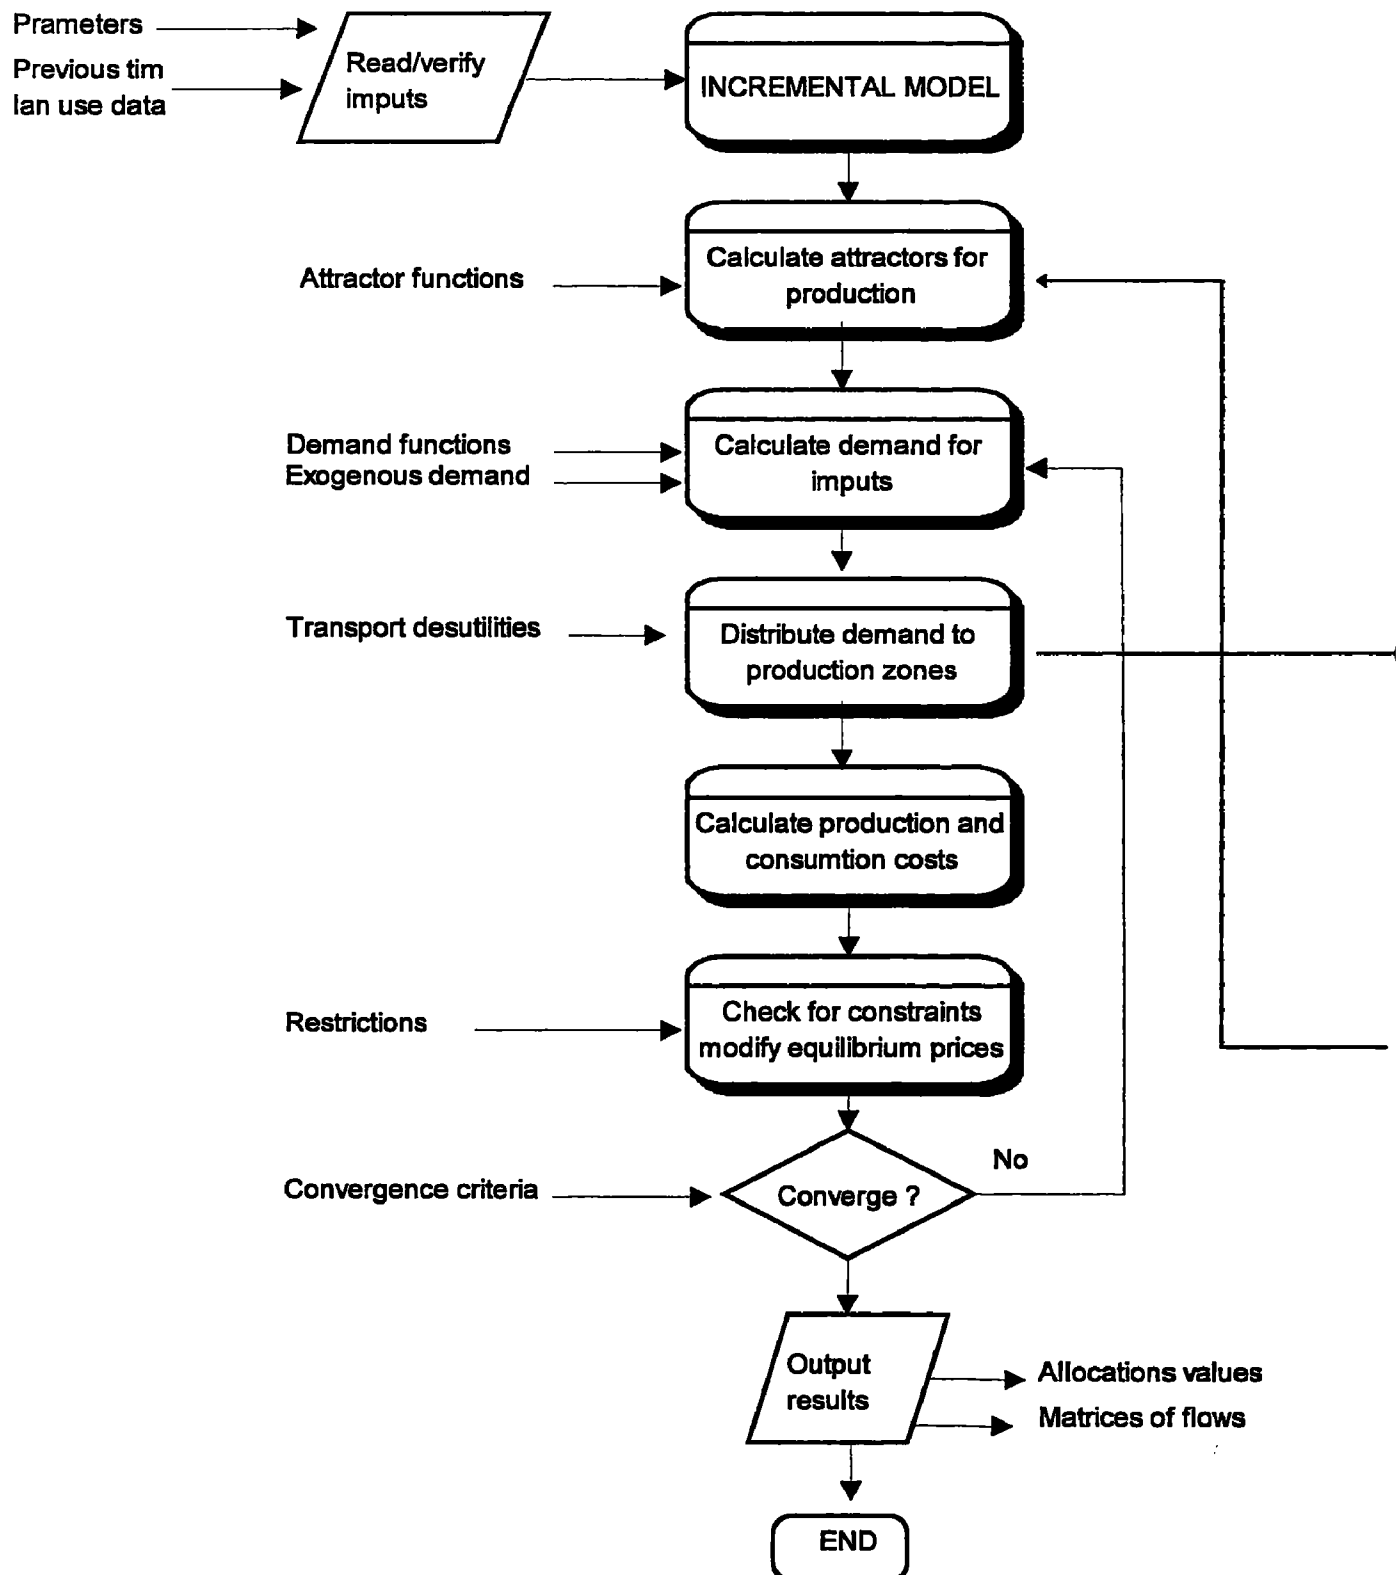 Prameters
Previous tim
lan use data
Read/verify
imputs
INCREMENTAL MODEL
Attractor functions
Calculate attractors for
production
Demand functions
Exogenous demand
Calculate demand for
imputs
Transport desutilities
Distribute demand to
production zones
Calculate production and
consumtion costs
Restrictions
Check for constraints
modify equilibrium prices
Convergence criteria
Converge ?
No
Output
results
Allocations values
Matrices of flows
END